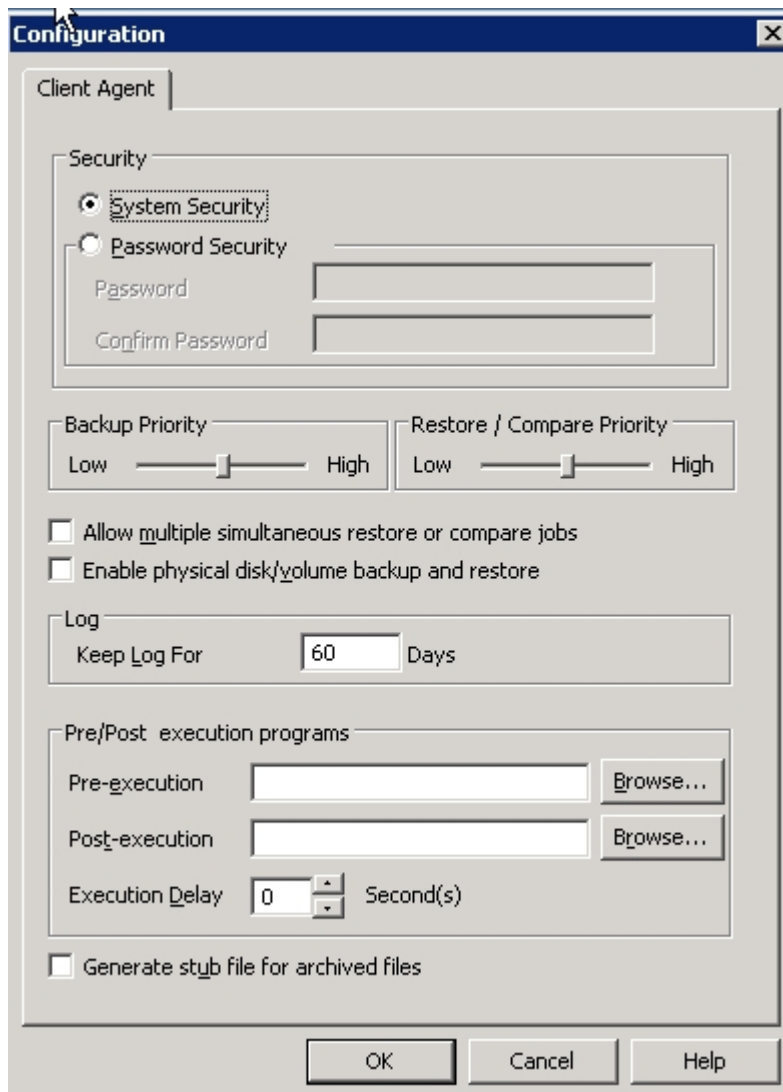 Configuration
Client Agent
Security
System Security
Password Security
Password
Confirm Password
Backup Priority
Low High
Restore / Compare Priority
Low High
Allow multiple simultaneous restore or compare jobs
Enable physical disk/volume backup and restore
Log
Keep Log For 60 Days
Pre/Post execution programs
Pre-execution Browse...
Post-execution Browse...
Execution Delay 0 Second(s)
Generate stub file for archived files
OK Cancel Help